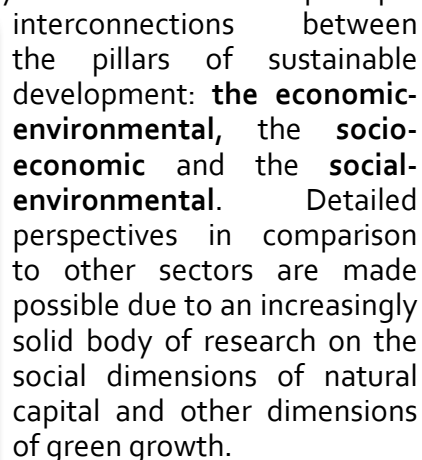 interconnections between
the pillars of sustainable
development: the economic-
environmental, the socio-
economic and the social-
environmental. Detailed
perspectives in comparison
to other sectors are made
possible due to an increasingly
solid body of research on the
social dimensions of natural
capital and other dimensions
of green growth.